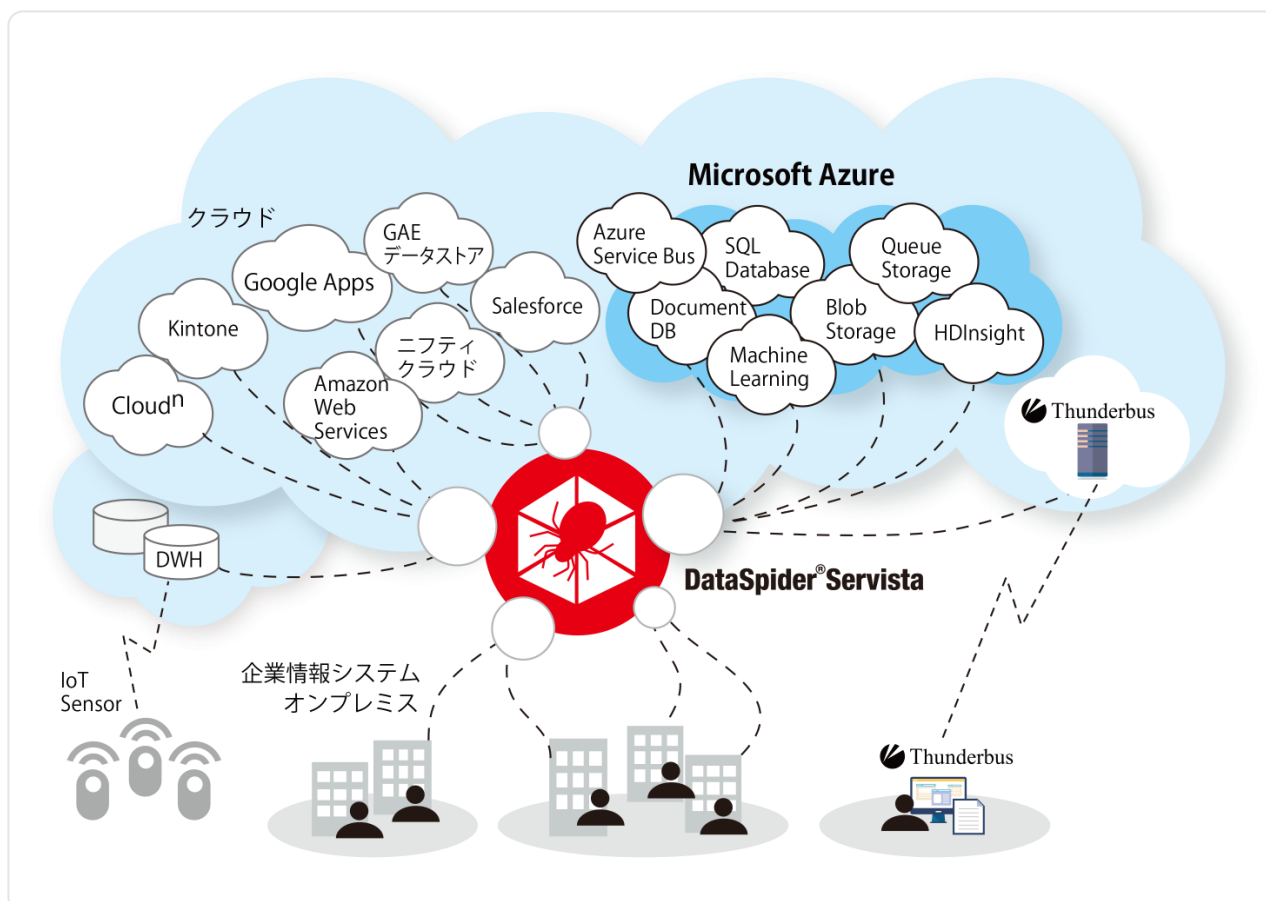 Microsoft Azure
クラウド
GAE
データストア
Google Apps
Salesforce
Kintone
ニフティ
クラウド
Cloudⁿ
Amazon
Web
Services
Azure
Service Bus
SQL
Database
Queue
Storage
Document
DB
Blob
Storage
HDInsight
Machine
Learning
Thunderbus
DWH
DataSpider®Servista
IoT
Sensor
企業情報システム
オンプレミス
Thunderbus